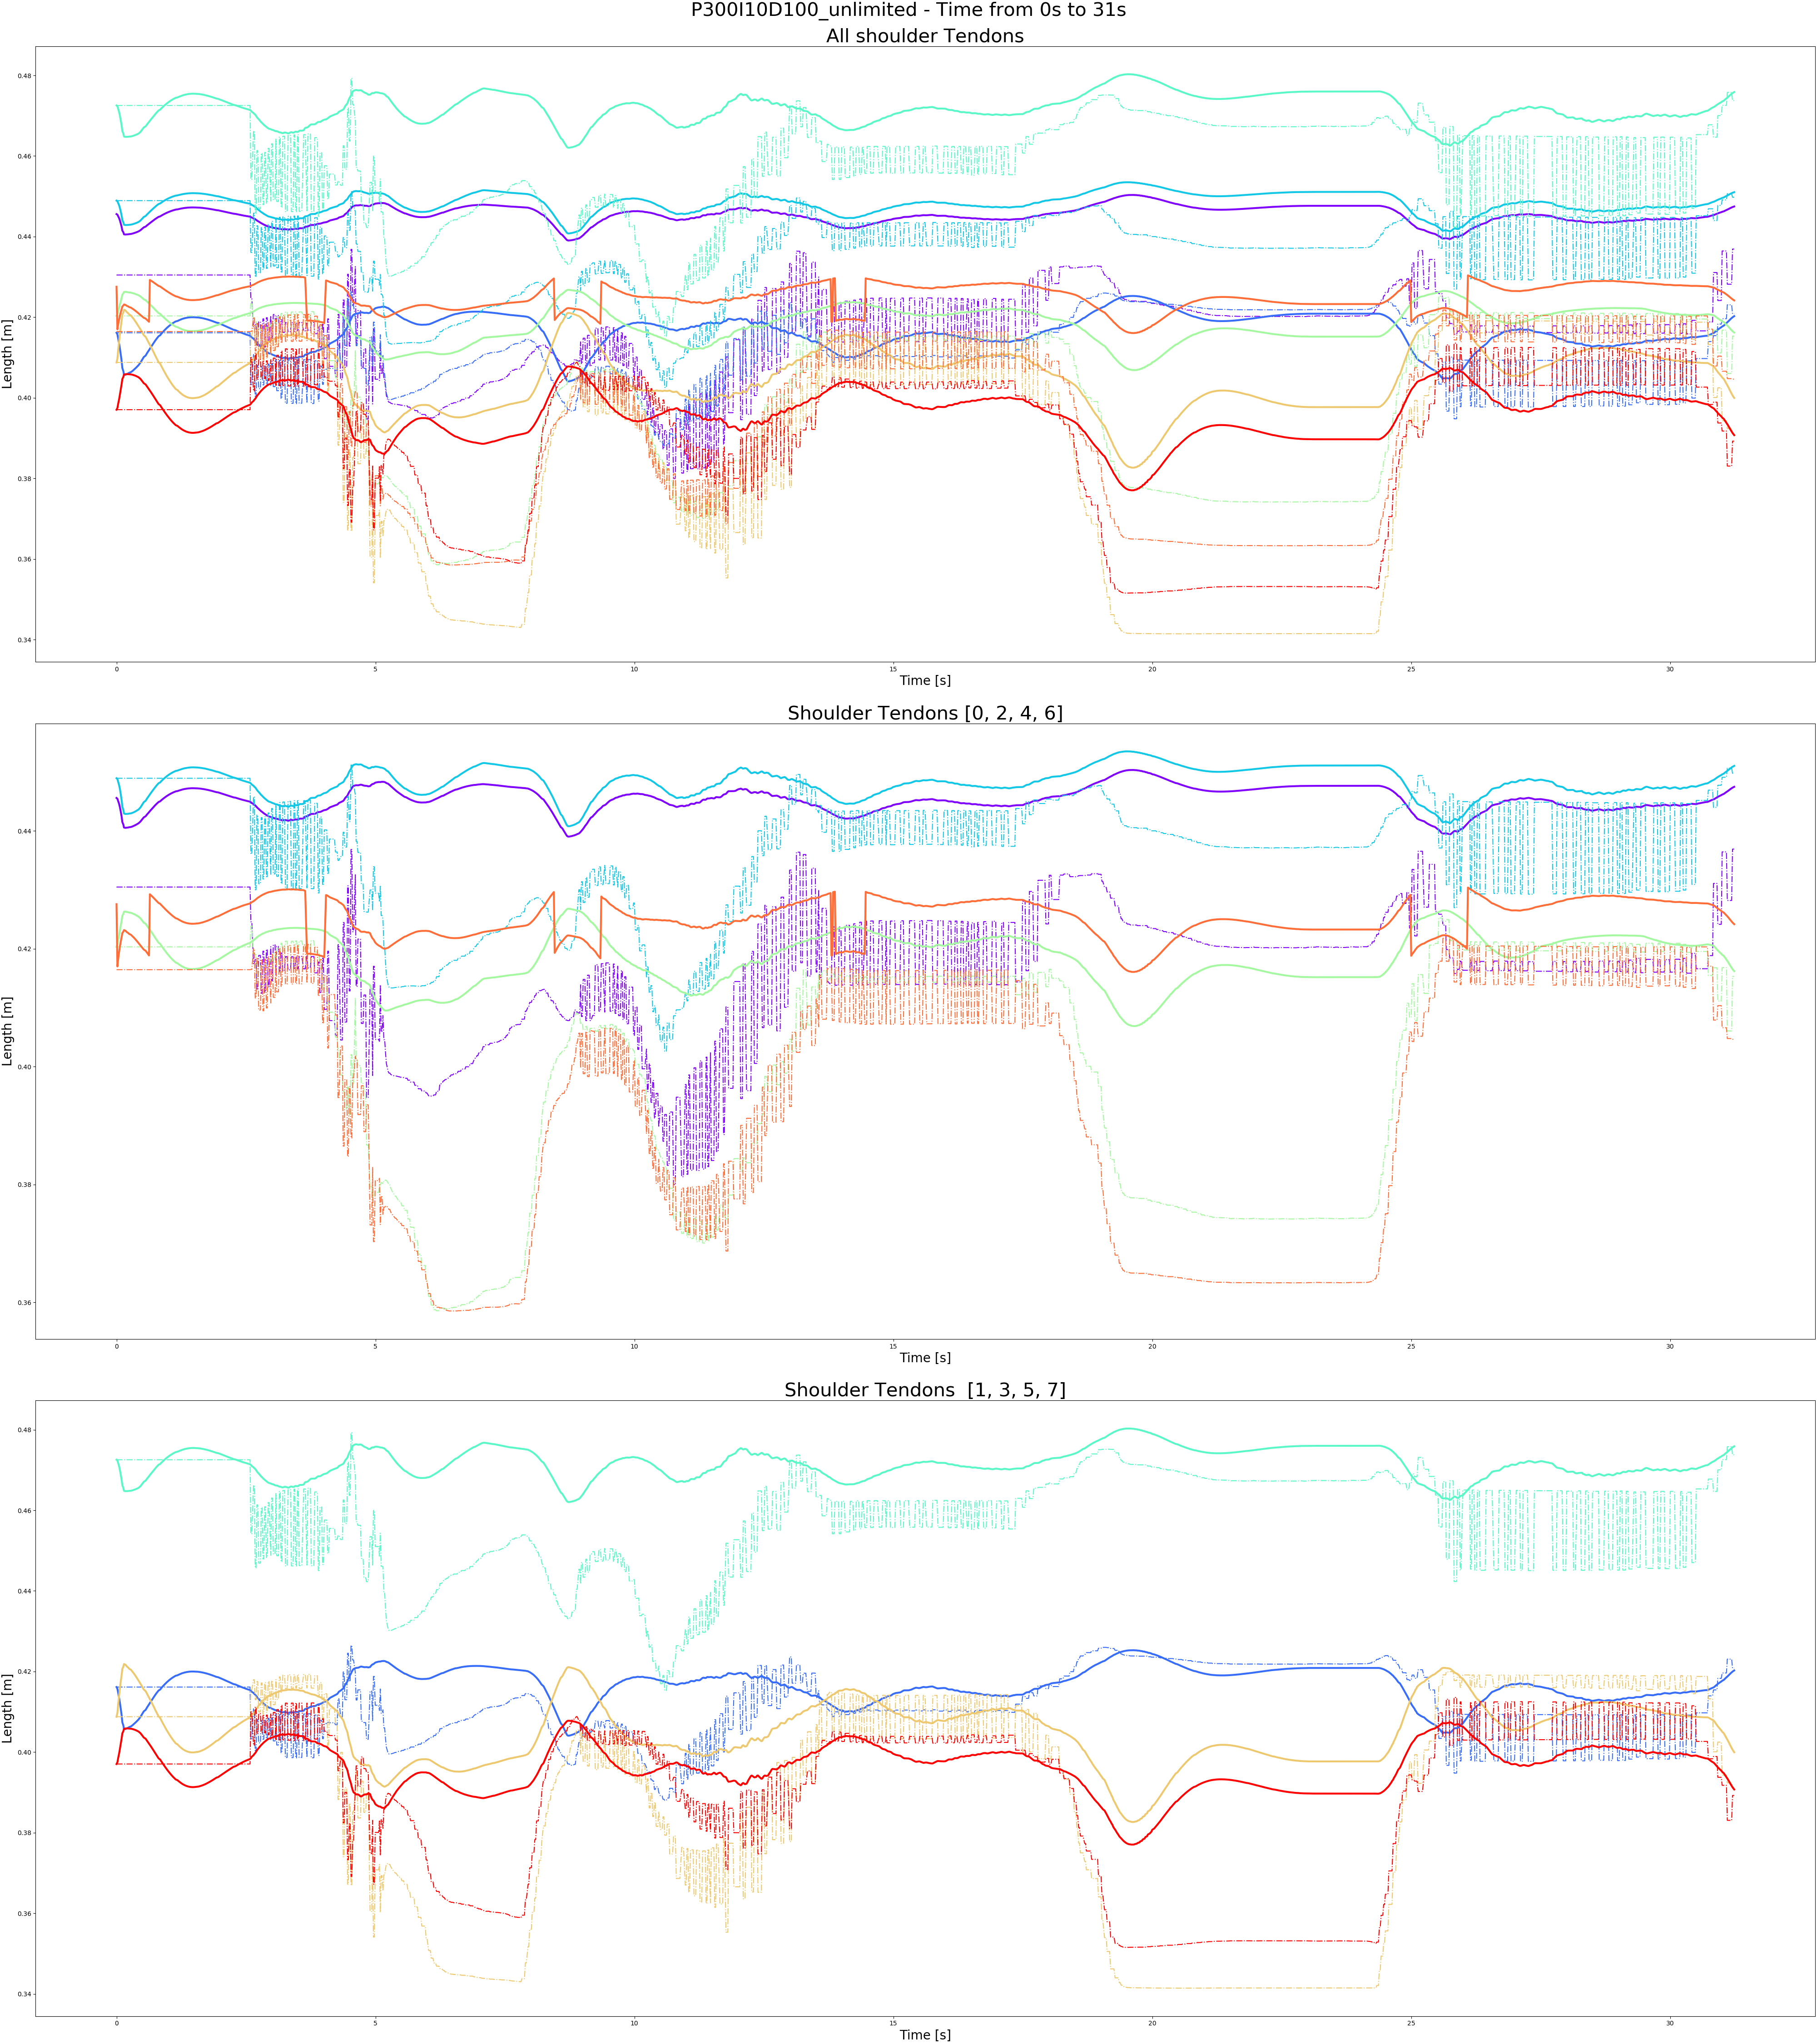 P300I10D100_unlimited - Time from 0s to 31s
All shoulder Tendons
0.48
0.46
0.44
0.42
0.40
0.38
0.36
0.34
Length [m]
0 5 10 15 20 25 30
Time [s]
Shoulder Tendons [0, 2, 4, 6]
0.44
0.42
0.40
0.38
0.36
Length [m]
0 5 10 15 20 25 30
Time [s]
Shoulder Tendons  [1, 3, 5, 7]
0.48
0.46
0.44
0.42
0.40
0.38
0.36
0.34
Length [m]
0 5 10 15 20 25 30
Time [s]